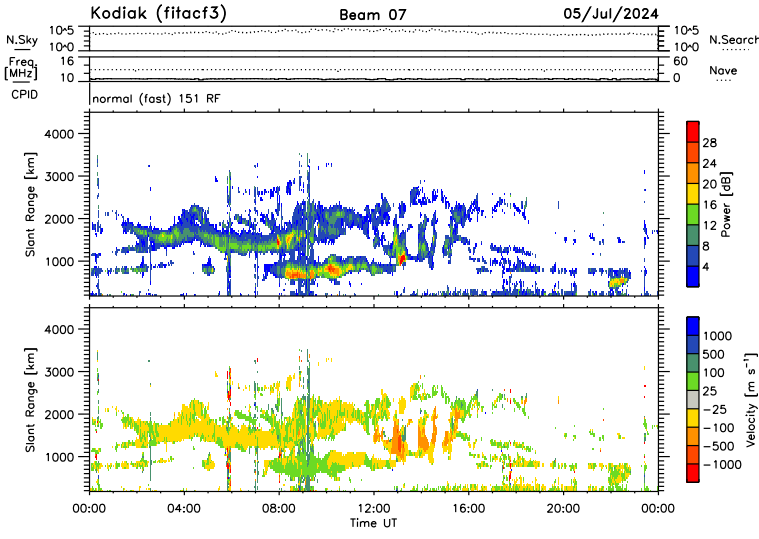 Kodiak (fitacf3) Beam 07 05/Jul/2024
N.Sky 10^5 10^0 10^5 10^0 N.Search
Freq. [MHz] 16 10 60 0 Nave
CPID normal (fast) 151 RF
Slant Range [km]
4000
3000
2000
1000
28
24
20
16
12
8
4
Power [dB]
Slant Range [km]
4000
3000
2000
1000
1000
500
100
25
−25
−100
−500
−1000
Velocity [m s⁻¹]
00:00 04:00 08:00 12:00 16:00 20:00 00:00
Time UT